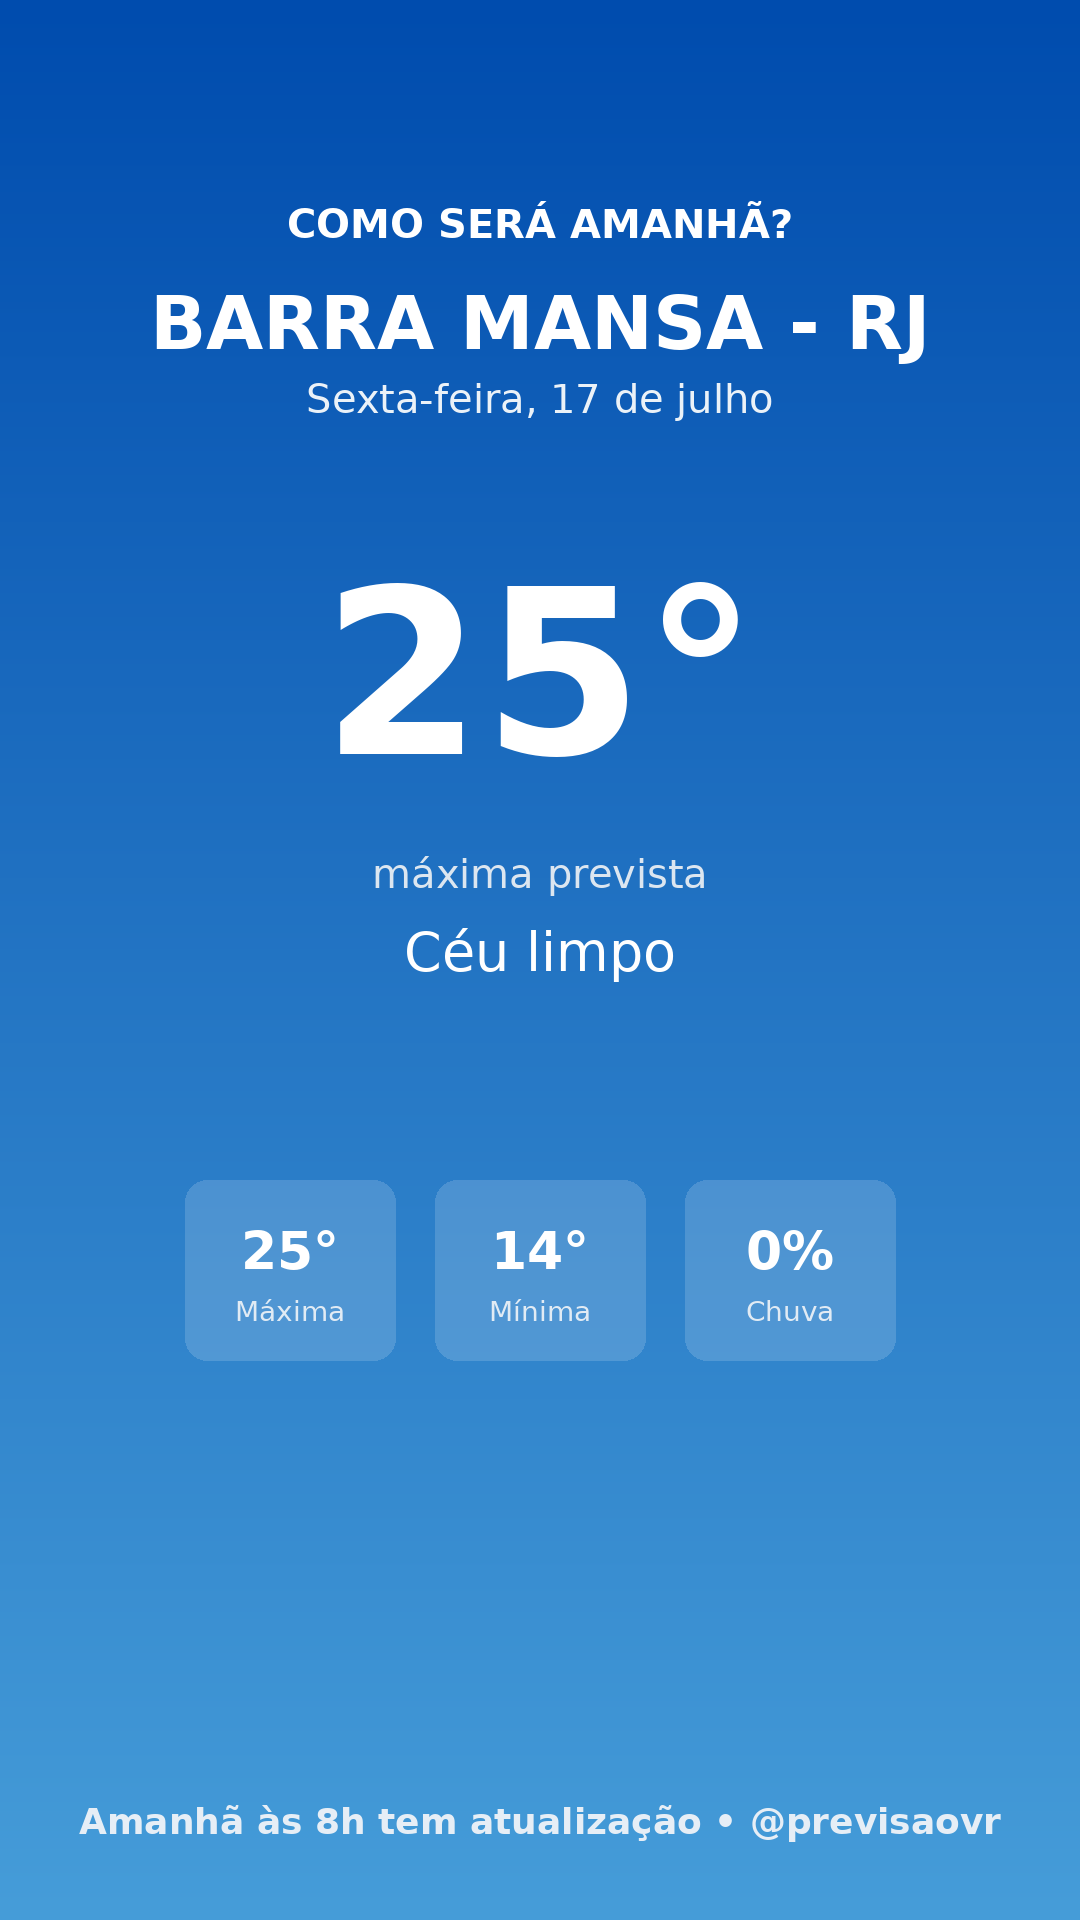 COMO SERÁ AMANHÃ?
BARRA MANSA - RJ
Sexta-feira, 17 de julho
25°
máxima prevista
Céu limpo
25°
Máxima
14°
Mínima
0%
Chuva
Amanhã às 8h tem atualização • @previsaovr